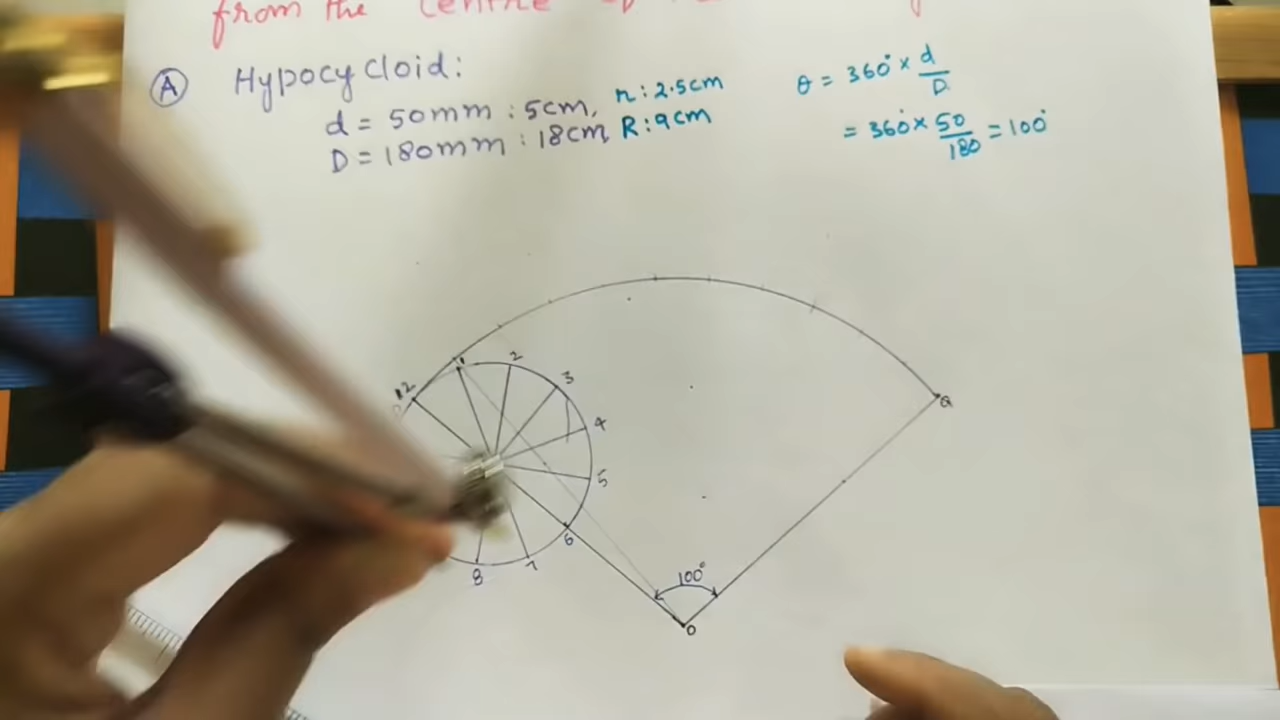 from the centre
A Hypocycloid:
d = 50mm : 5cm, r : 2.5cm
D = 180mm : 18cm, R : 9cm
θ = 360° × d/D
= 360° × 50/180 = 100°
12 1 2 3 4 5 6 7 8
Q
100°
O